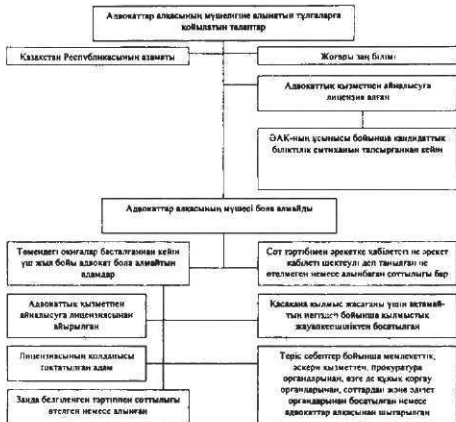 Адвокаттар алқасының мүшелігіне алынатын тұлғаларға
қойылатын талаптар
Қазақстан Республикасының азаматы
Жоғары заң білімі
Адвокаттық қызметпен айналысуға
лицензия алған
ӘАК-ның ұсынысы бойынша кандидаттық
біліктілік емтиханын тапсырғаннан кейін
Адвокаттар алқасының мүшесі бола алмайды
Төмендегі оқиғалар басталғаннан кейін
үш жыл бойы адвокат бола алмайтын
адамдар
Сот тәртібімен әрекетке қабілетсіз не әрекет
қабілеті шектеулі деп танылған не
өтелмеген немесе алынбаған соттылығы бар
Адвокаттық қызметпен
айналысуға лицензиясынан
айырылған
Қасақана қылмыс жасағаны үшін ақтамай-
тын негіздер бойынша қылмыстық
жауапкершіліктен босатылған
Лицензиясының қолданысы
тоқтатылған адам
Теріс себептер бойынша мемлекеттік,
әскери қызметтен, прокуратура
органдарынан, өзге де құқық қорғау
органдарынан, соттардан және әділет
органдарынан босатылған немесе
адвокаттар алқасынан шығарылған
Заңда белгіленген тәртіппен соттылығы
өтелген немесе алынған